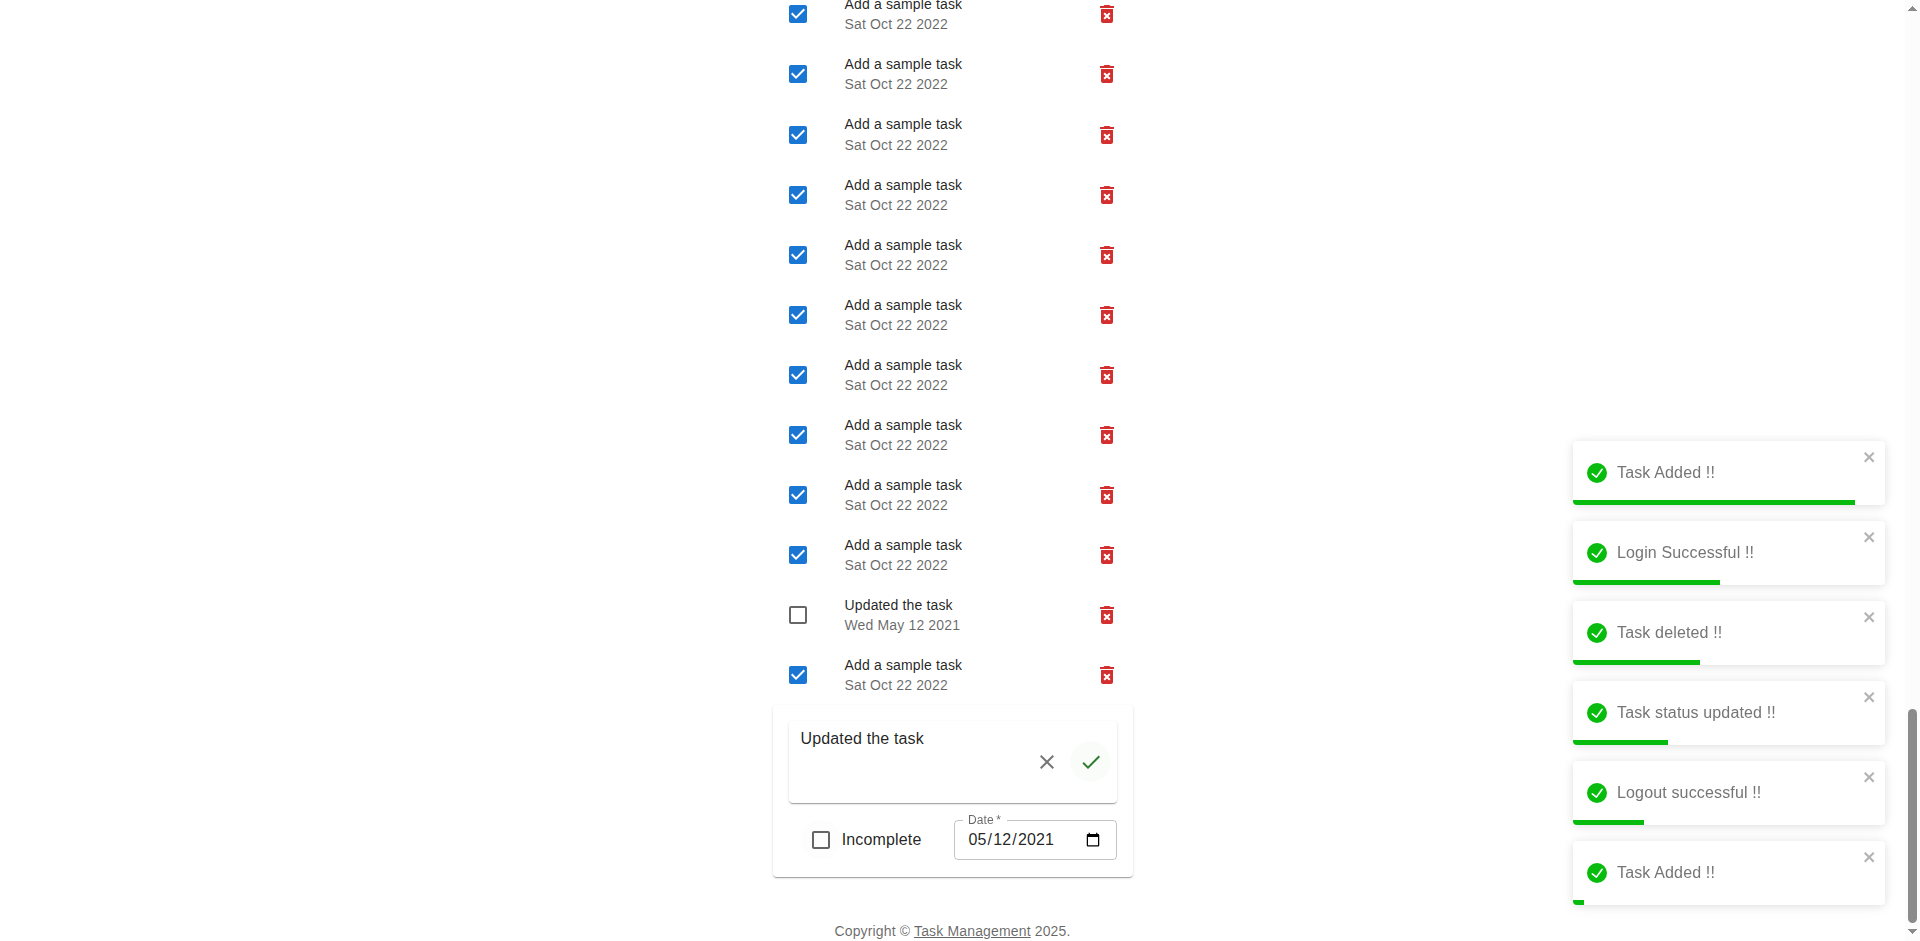 Add a sample task
Sat Oct 22 2022
Add a sample task
Sat Oct 22 2022
Add a sample task
Sat Oct 22 2022
Add a sample task
Sat Oct 22 2022
Add a sample task
Sat Oct 22 2022
Add a sample task
Sat Oct 22 2022
Add a sample task
Sat Oct 22 2022
Add a sample task
Sat Oct 22 2022
Add a sample task
Sat Oct 22 2022
Add a sample task
Sat Oct 22 2022
Updated the task
Wed May 12 2021
Add a sample task
Sat Oct 22 2022
Updated the task
Incomplete
Date *
05/12/2021
Copyright © Task Management 2025.
Task Added !!
Login Successful !!
Task deleted !!
Task status updated !!
Logout successful !!
Task Added !!